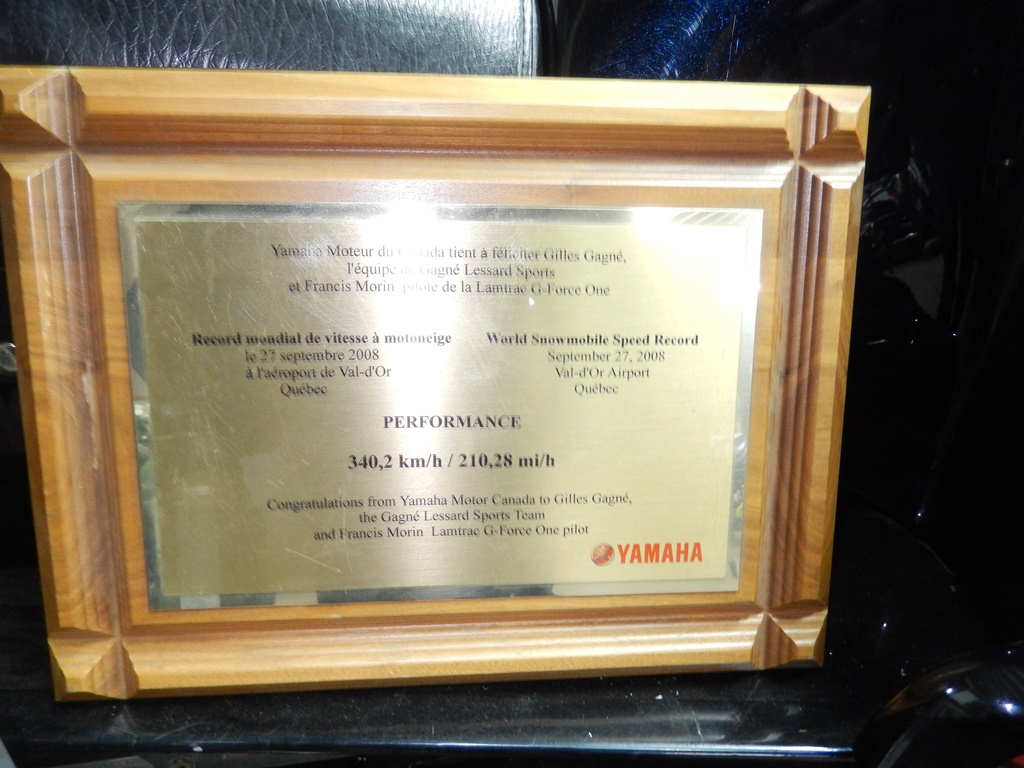 Yamaha Moteur du Canada tient à féliciter Gilles Gagné,
l'équipe de Gagné Lessard Sports
et Francis Morin pilote de la Lamtrac G-Force One
Record mondial de vitesse à motoneige
le 27 septembre 2008
à l'aéroport de Val-d'Or
Québec
World Snowmobile Speed Record
September 27, 2008
Val-d'Or Airport
Québec
PERFORMANCE
340,2 km/h / 210,28 mi/h
Congratulations from Yamaha Motor Canada to Gilles Gagné,
the Gagné Lessard Sports Team
and Francis Morin Lamtrac G-Force One pilot
YAMAHA